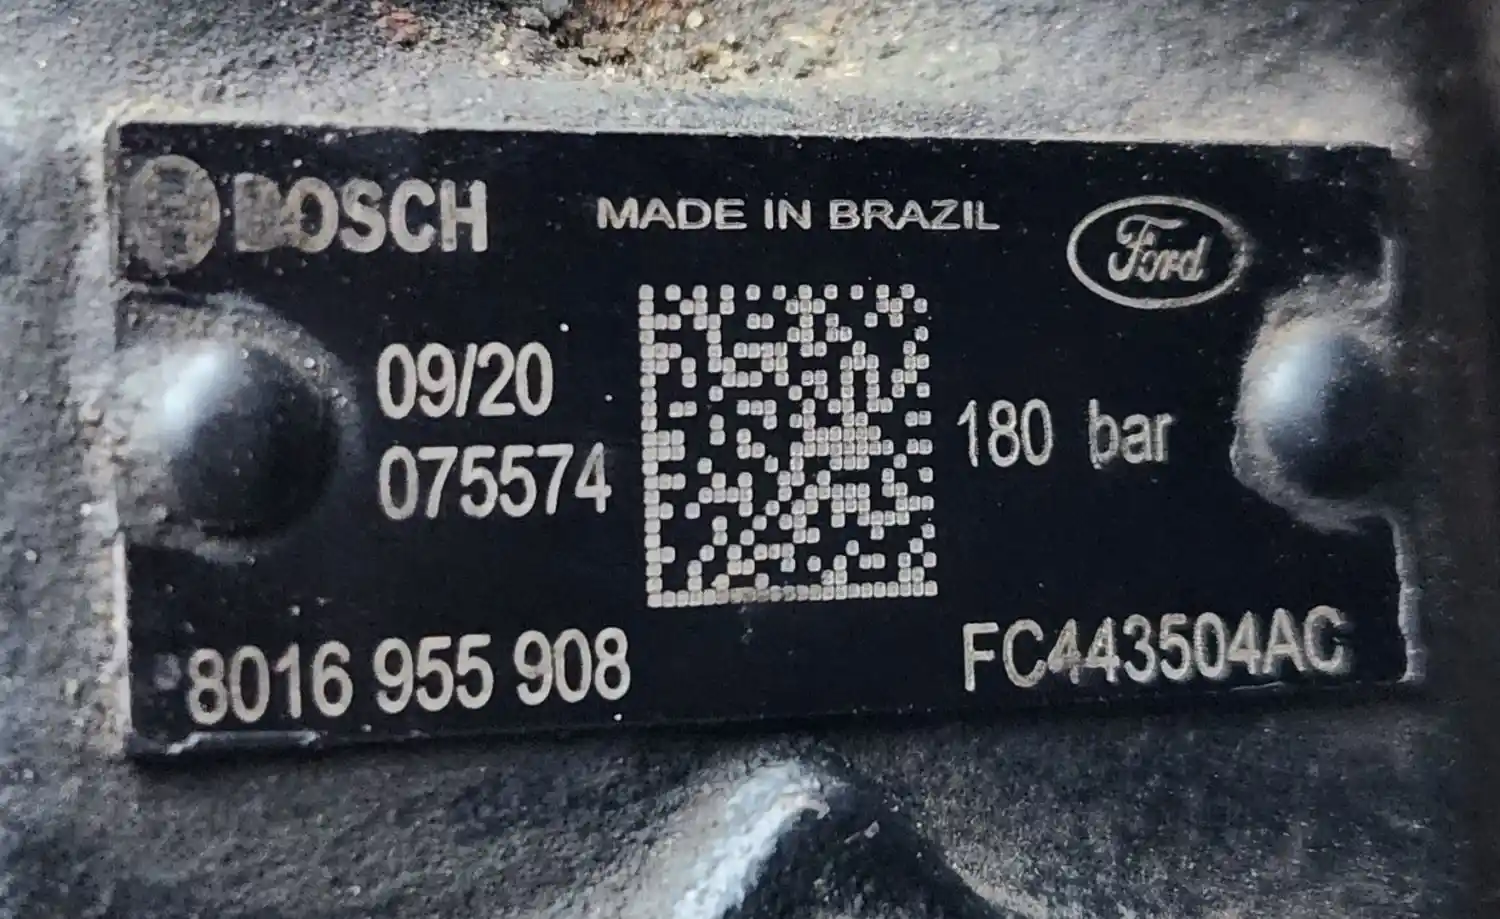 BOSCH
MADE IN BRAZIL
Ford
09/20
075574
180 bar
8016 955 908
FC443504AC